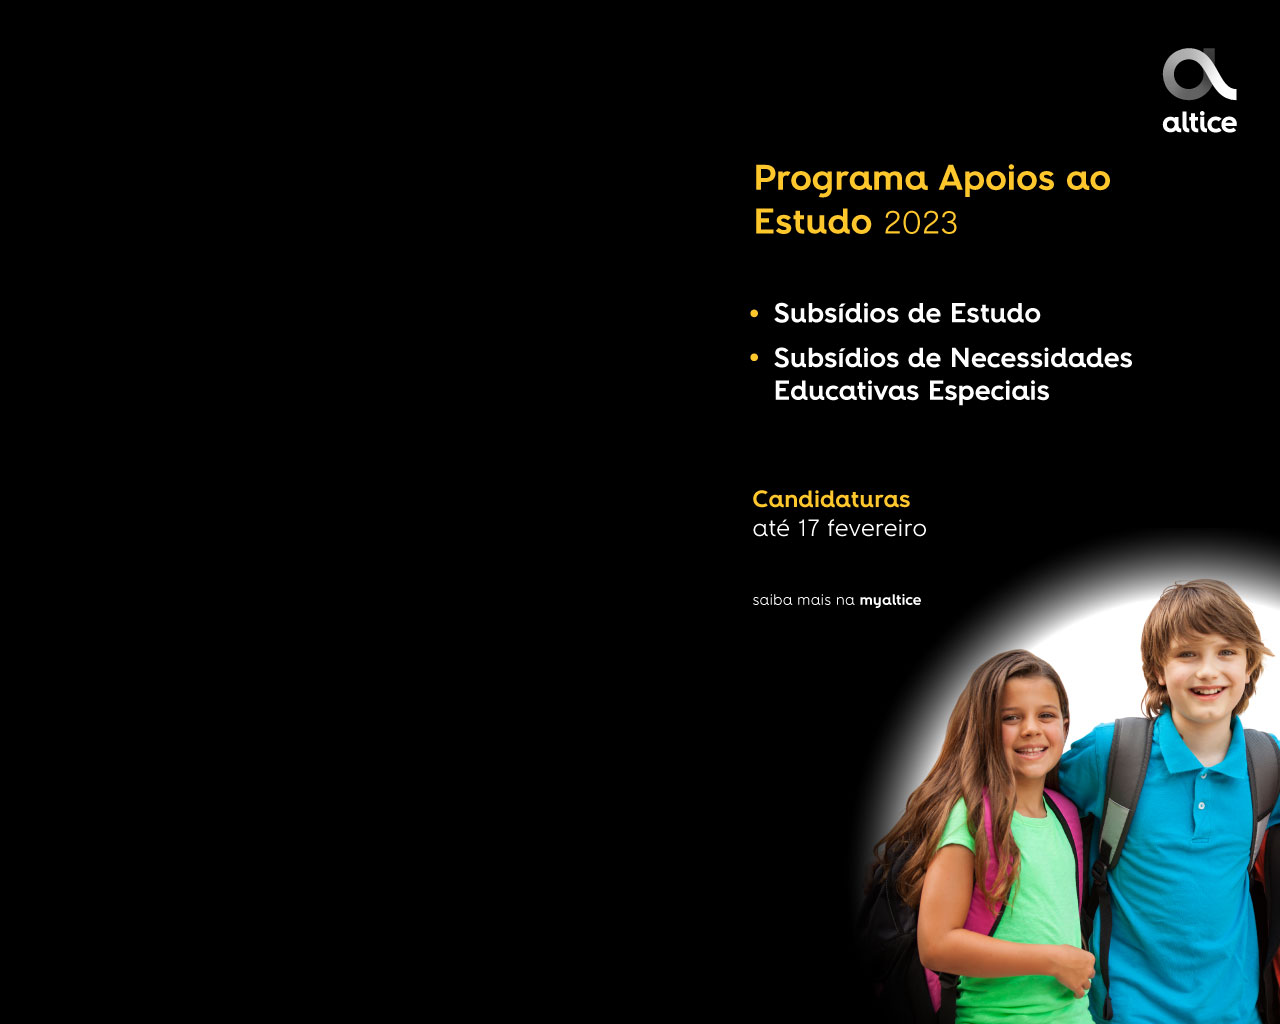 altice
Programa Apoios ao
Estudo 2023
• Subsídios de Estudo
• Subsídios de Necessidades
Educativas Especiais
Candidaturas
até 17 fevereiro
saiba mais na myaltice